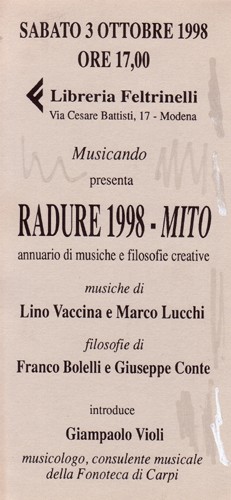 SABATO 3 OTTOBRE 1998
ORE 17,00
Libreria Feltrinelli
Via Cesare Battisti, 17 - Modena
Musicando
presenta
RADURE 1998 - MITO
annuario di musiche e filosofie creative
musiche di
Lino Vaccina e Marco Lucchi
filosofie di
Franco Bolelli e Giuseppe Conte
introduce
Giampaolo Violi
musicologo, consulente musicale
della Fonoteca di Carpi